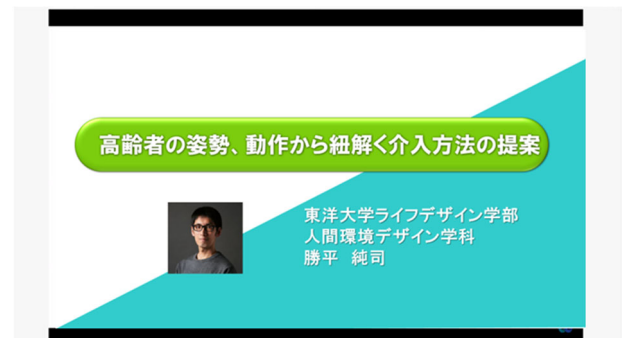 高齢者の姿勢、動作から紐解く介入方法の提案
東洋大学ライフデザイン学部
人間環境デザイン学科
勝平 純司